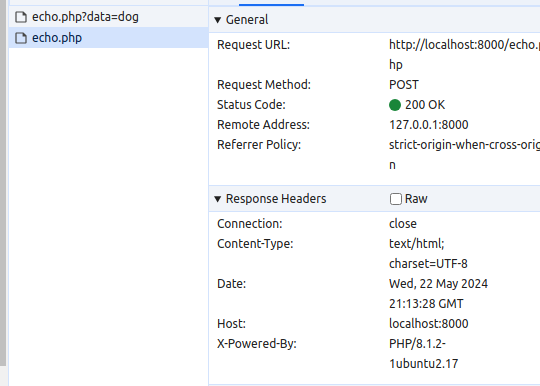 echo.php?data=dog
echo.php
General
Request URL: http://localhost:8000/echo.p
hp
Request Method: POST
Status Code: 200 OK
Remote Address: 127.0.0.1:8000
Referrer Policy: strict-origin-when-cross-orig
n
Response Headers Raw
Connection: close
Content-Type: text/html;
charset=UTF-8
Date: Wed, 22 May 2024
21:13:28 GMT
Host: localhost:8000
X-Powered-By: PHP/8.1.2-
1ubuntu2.17